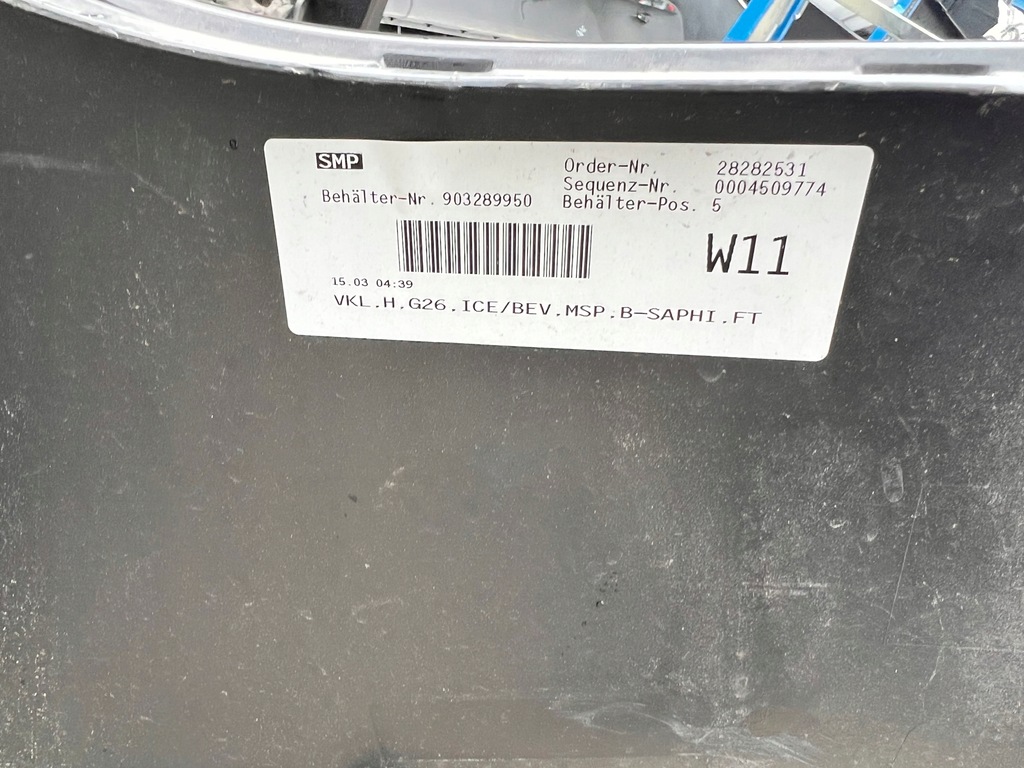 SMP
Order-Nr. 28282531
Sequenz-Nr. 0004509774
Behälter-Nr. 903289950 Behälter-Pos. 5
W11
15.03 04:39
VKL.H.G26.ICE/BEV.MSP.B-SAPHI.FT